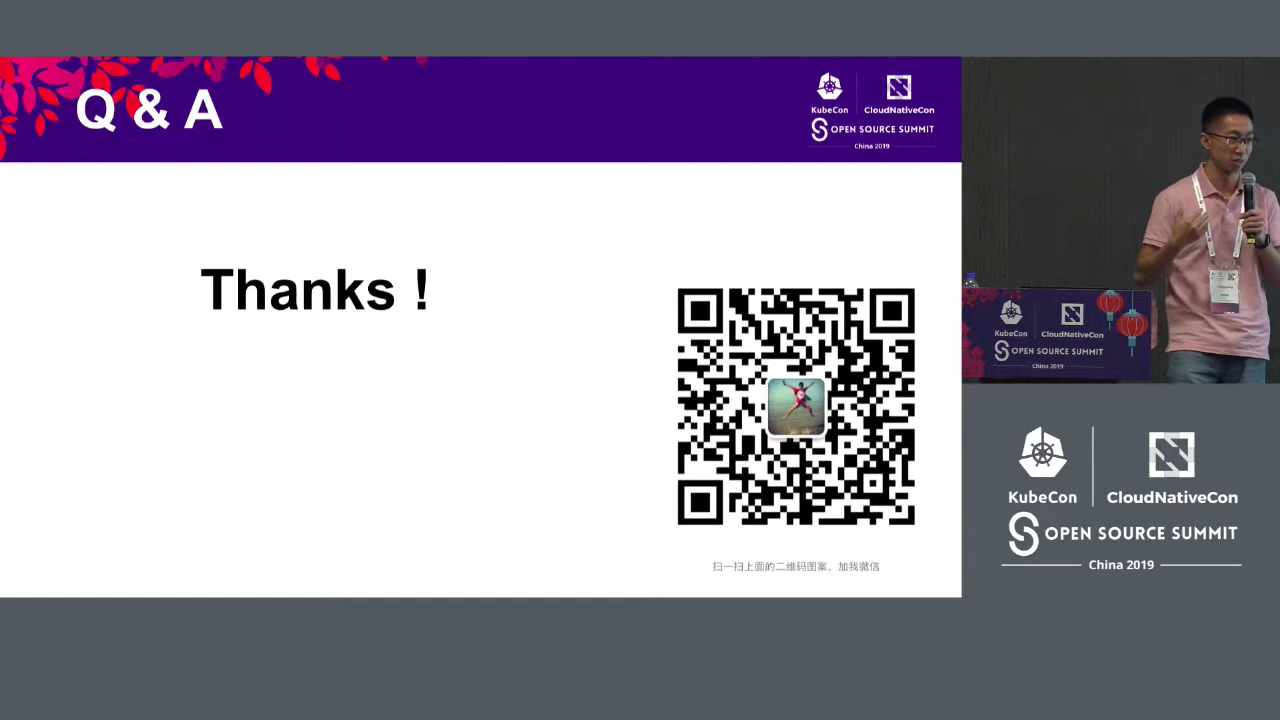 Q & A
KubeCon
CloudNativeCon
OPEN SOURCE SUMMIT
China 2019
Thanks !
扫一扫上面的二维码图案，加我微信
KubeCon
CloudNativeCon
OPEN SOURCE SUMMIT
China 2019
KubeCon
CloudNativeCon
OPEN SOURCE SUMMIT
China 2019